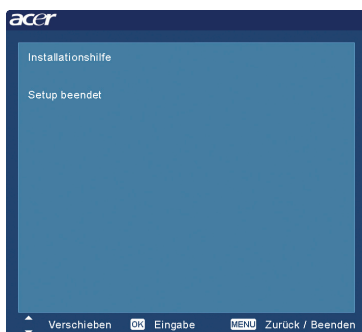 acer
Installationshilfe
Setup beendet
Verschieben OK Eingabe MENU Zurück / Beenden